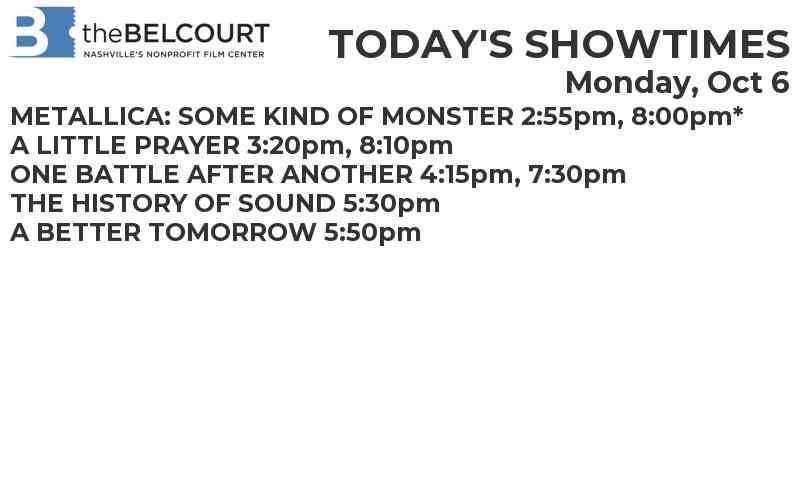 B theBELCOURT
NASHVILLE'S NONPROFIT FILM CENTER
TODAY'S SHOWTIMES
Monday, Oct 6
METALLICA: SOME KIND OF MONSTER 2:55pm, 8:00pm*
A LITTLE PRAYER 3:20pm, 8:10pm
ONE BATTLE AFTER ANOTHER 4:15pm, 7:30pm
THE HISTORY OF SOUND 5:30pm
A BETTER TOMORROW 5:50pm